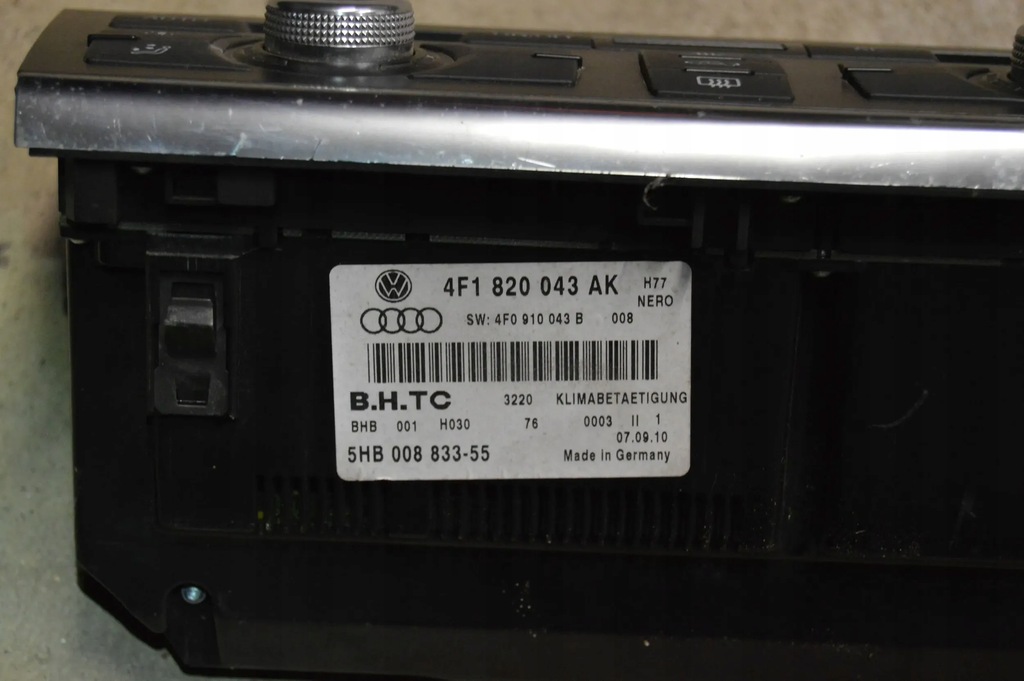 4F1 820 043 AK H77
NERO
SW: 4F0 910 043 B 008
B.H.TC 3220 KLIMABETAETIGUNG
BHB 001 H030 76 0003 II 1
07.09.10
5HB 008 833-55 Made in Germany